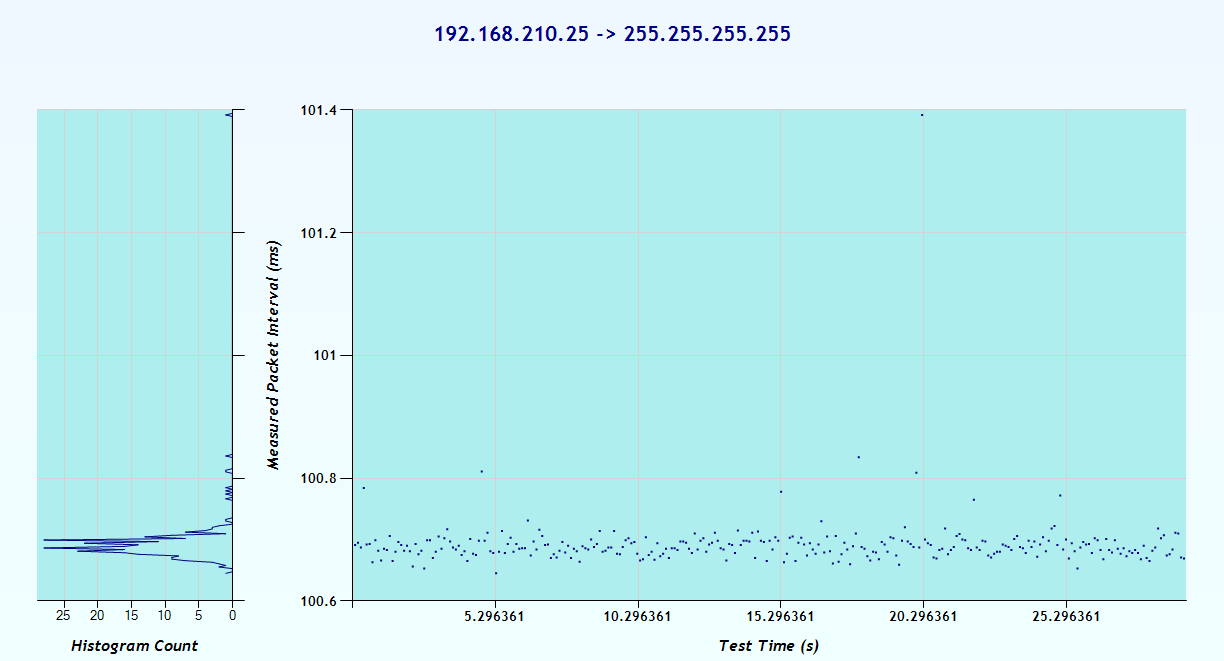 192.168.210.25 -> 255.255.255.255
101.4
101.2
101
100.8
100.6
Measured Packet Interval (ms)
25 20 15 10 5 0
Histogram Count
5.296361 10.296361 15.296361 20.296361 25.296361
Test Time (s)